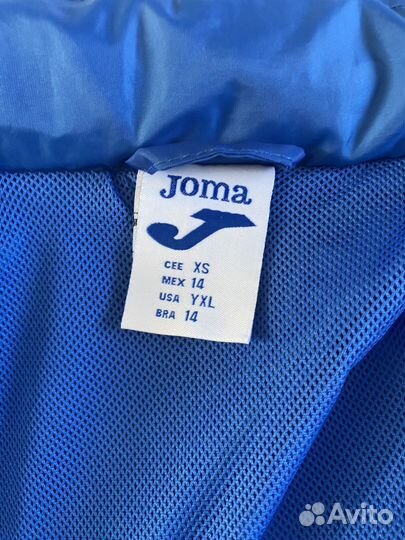 Joma
CEE XS
MEX 14
USA YXL
BRA 14
Avito